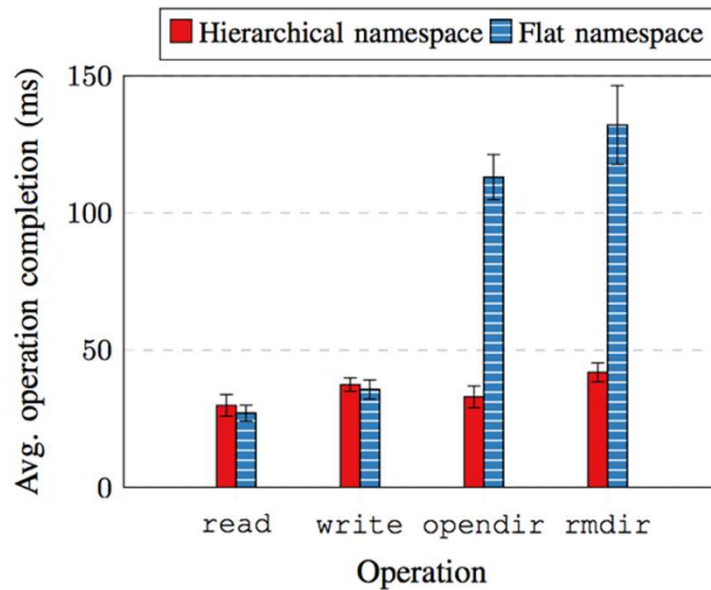 Hierarchical namespace Flat namespace
Avg. operation completion (ms)
150
100
50
0
read write opendir rmdir
Operation